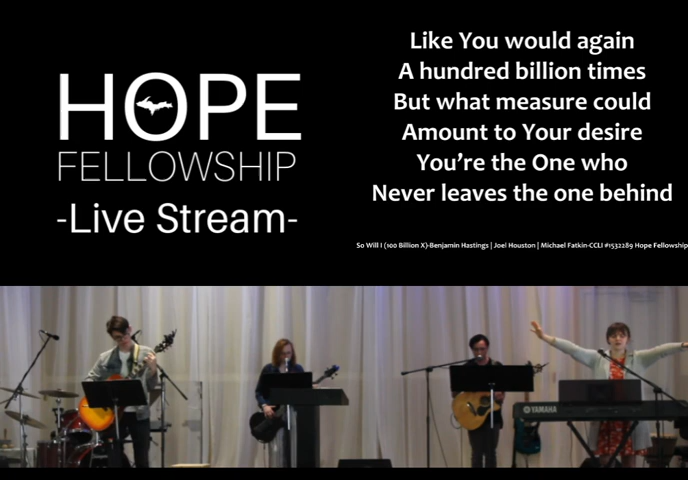 HOPE
FELLOWSHIP
-Live Stream-
Like You would again
A hundred billion times
But what measure could
Amount to Your desire
You're the One who
Never leaves the one behind
So Will I (100 Billion X)-Benjamin Hastings | Joel Houston | Michael Fatkin-CCLI #1532289 Hope Fellowship
YAMAHA